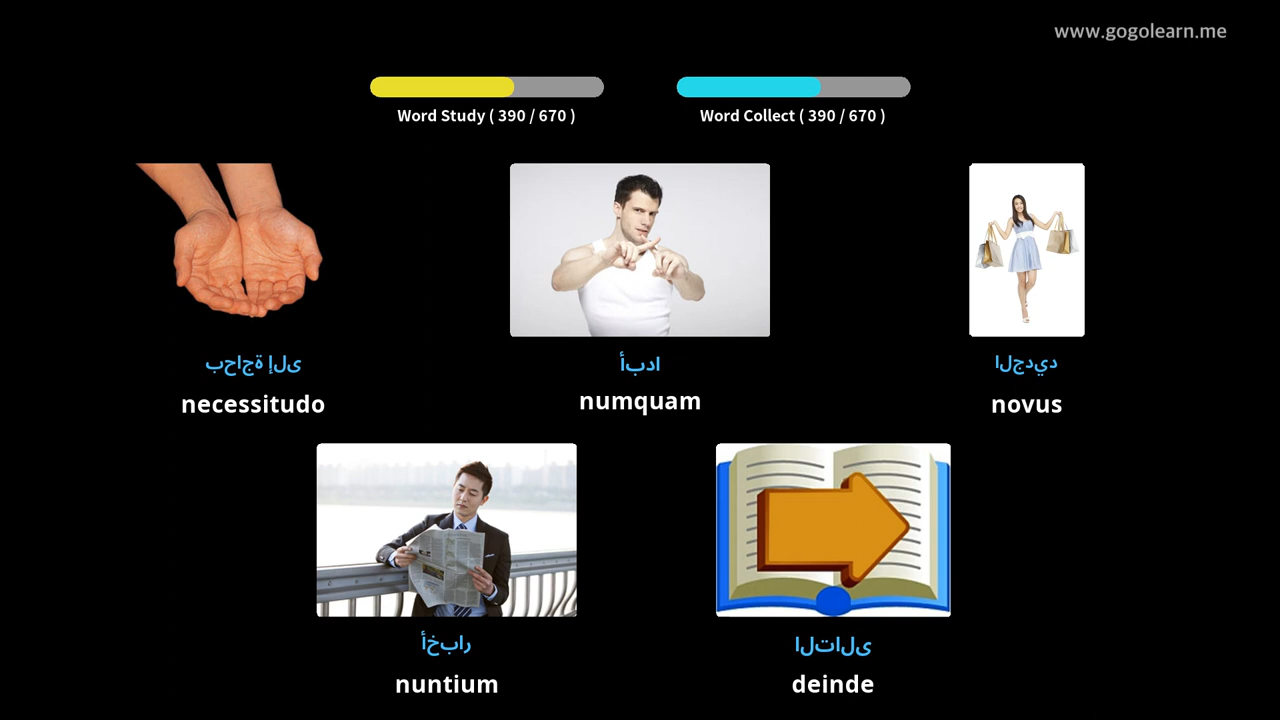 www.gogolearn.me
Word Study ( 390 / 670 )
Word Collect ( 390 / 670 )
بحاجة إلى
necessitudo
أبدا
numquam
الجديد
novus
أخبار
nuntium
التالى
deinde